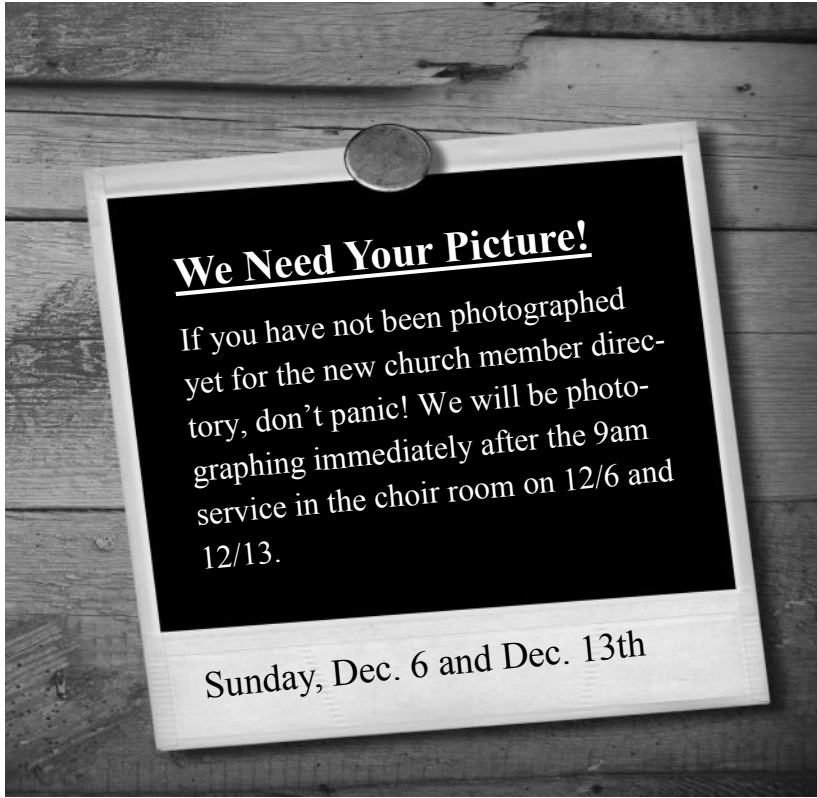 We Need Your Picture!
If you have not been photographed
yet for the new church member direc-
tory, don’t panic! We will be photo-
graphing immediately after the 9am
service in the choir room on 12/6 and
12/13.
Sunday, Dec. 6 and Dec. 13th